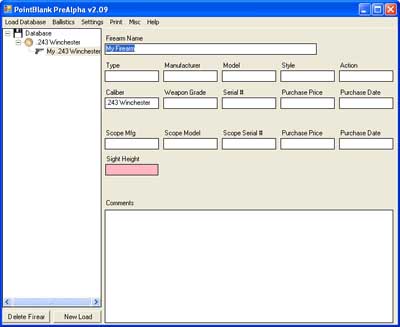 PointBlank PreAlpha v2.09
Load Database Ballistics Settings Print Misc Help
Database
.243 Winchester
My .243 Winchester
Firearm Name
My Firearm
Type Manufacturer Model Style Action
Caliber Weapon Grade Serial # Purchase Price Purchase Date
.243 Winchester
Scope Mfg Scope Model Scope Serial # Purchase Price Purchase Date
Sight Height
Comments
Delete Firear New Load